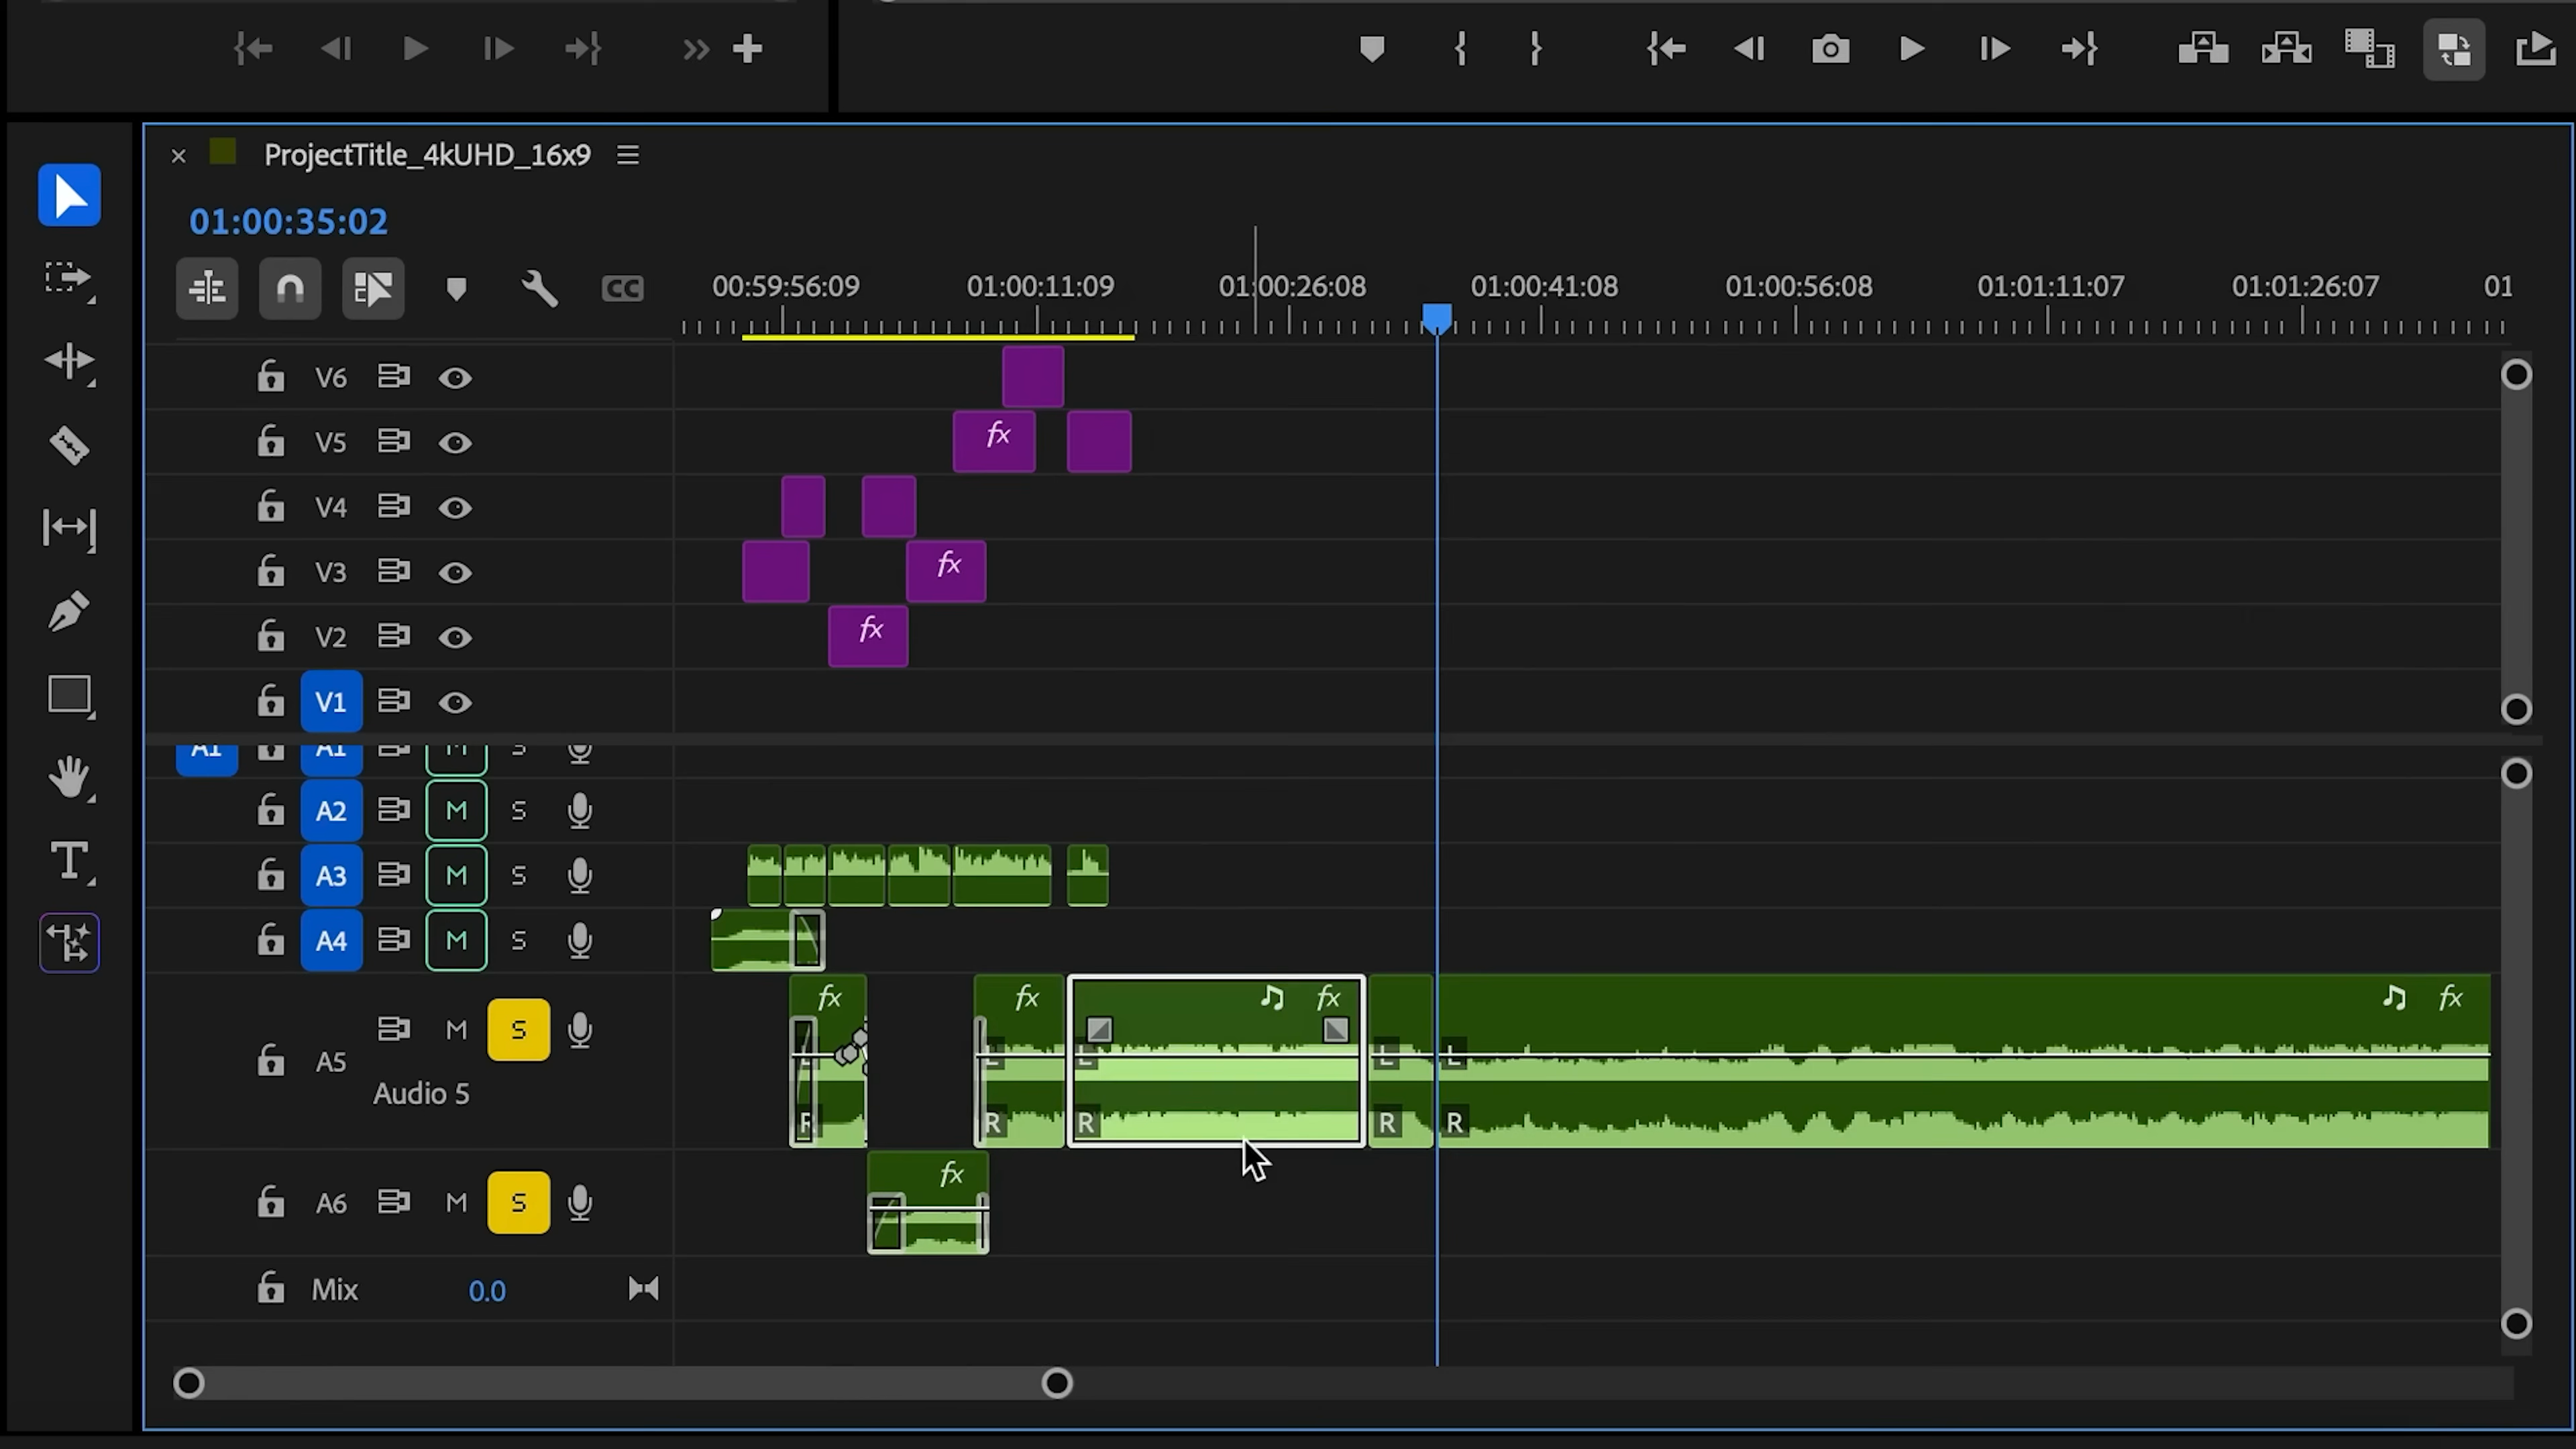 ProjectTitle_4kUHD_16x9
01:00:35:02
CC
00:59:56:09 01:00:11:09 01:00:26:08 01:00:41:08 01:00:56:08 01:01:11:07 01:01:26:07 01
V6
V5 fx
V4
V3 fx
V2 fx
V1
A1 A1 M S
A2 M S
A3 M S
A4 M S
fx fx fx fx
A5 M S
L L L L
Audio 5
R R R R R
fx
A6 M S
Mix 0.0
T